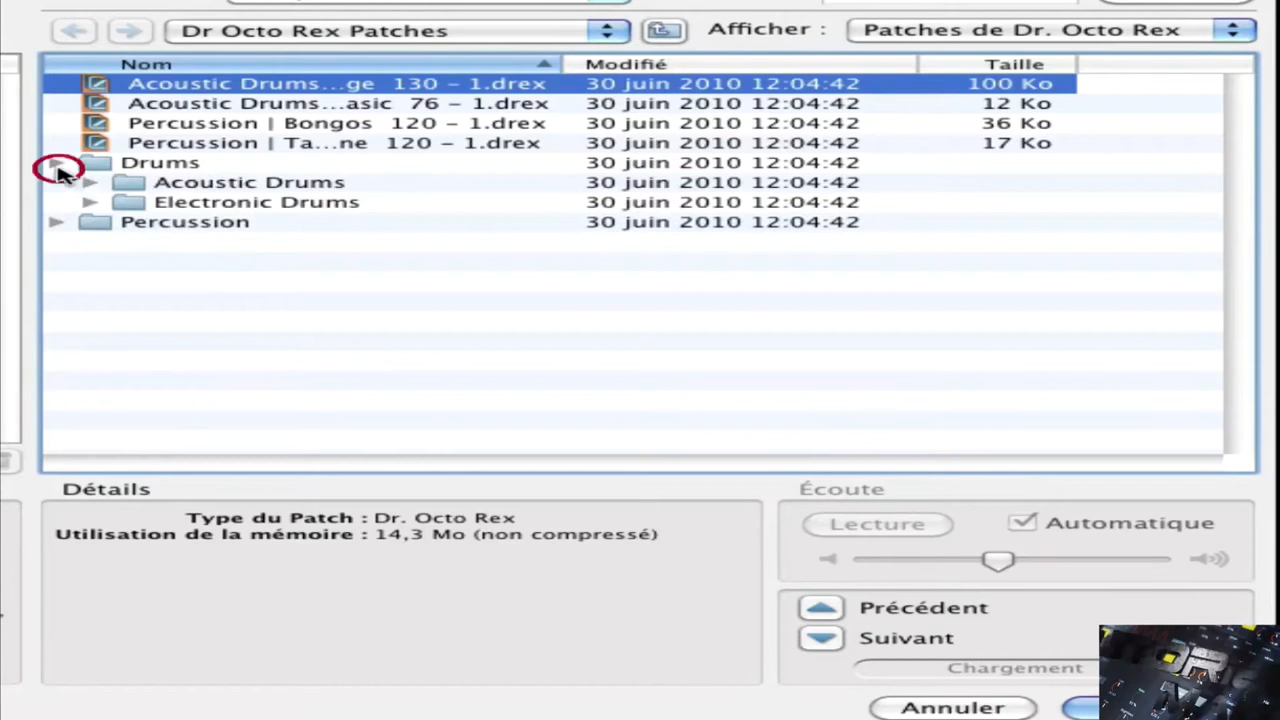 Dr Octo Rex Patches Afficher : Patches de Dr. Octo Rex
Nom Modifié Taille
Acoustic Drums...ge 130 – 1.drex 30 juin 2010 12:04:42 100 Ko
Acoustic Drums...asic 76 – 1.drex 30 juin 2010 12:04:42 12 Ko
Percussion | Bongos 120 – 1.drex 30 juin 2010 12:04:42 36 Ko
Percussion | Ta...ne 120 – 1.drex 30 juin 2010 12:04:42 17 Ko
Drums 30 juin 2010 12:04:42
Acoustic Drums 30 juin 2010 12:04:42
Electronic Drums 30 juin 2010 12:04:42
Percussion 30 juin 2010 12:04:42
Détails Écoute
Type du Patch : Dr. Octo Rex
Utilisation de la mémoire : 14,3 Mo (non compressé)
Lecture Automatique
Précédent
Suivant
Chargement
Annuler